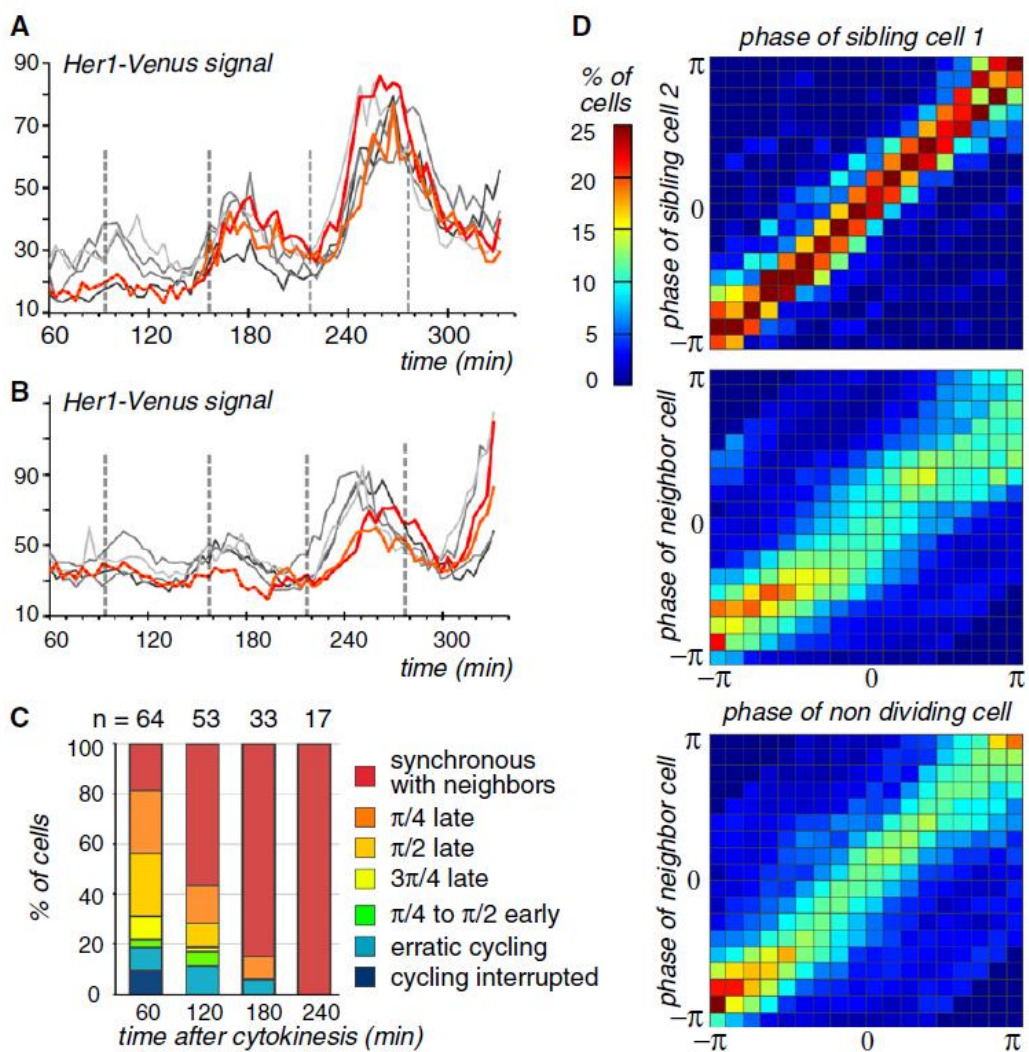 A
Her1-Venus signal
90
70
50
30
10
60 120 180 240 300
time (min)
B
Her1-Venus signal
90
50
10
60 120 180 240 300
time (min)
C
n = 64 53 33 17
100
80
60
40
20
0
% of cells
60 120 180 240
time after cytokinesis (min)
synchronous
with neighbors
π/4 late
π/2 late
3π/4 late
π/4 to π/2 early
erratic cycling
cycling interrupted
D
% of
cells
25
20
15
10
5
0
phase of sibling cell 1
π
0
−π
phase of sibling cell 2
π
0
−π
phase of neighbor cell
−π 0 π
phase of non dividing cell
π
0
−π
phase of neighbor cell
−π 0 π